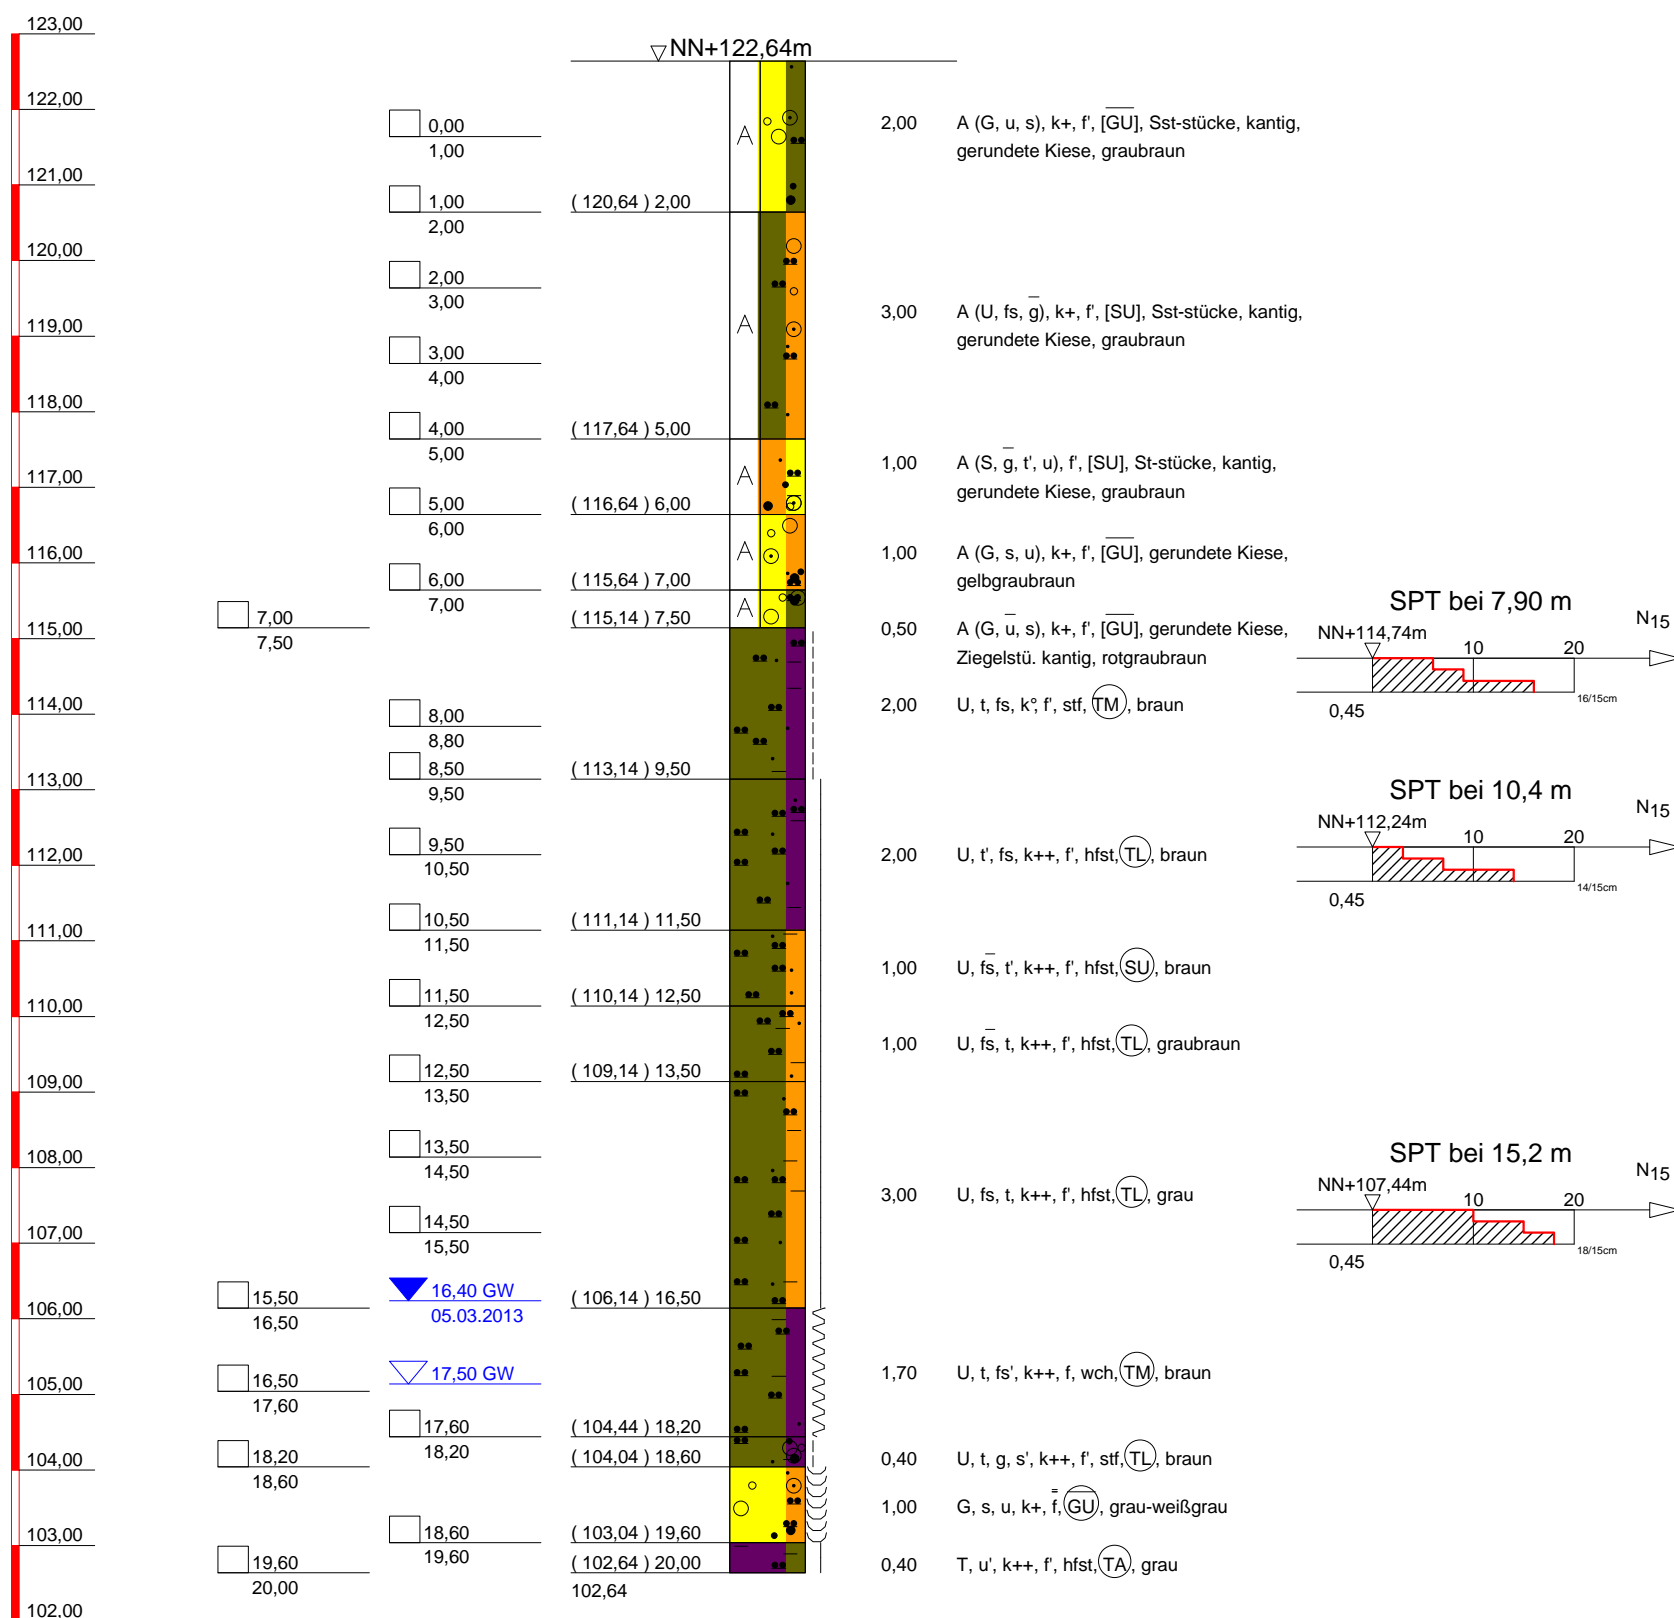 123,00
122,00
121,00
120,00
119,00
118,00
117,00
116,00
115,00
114,00
113,00
112,00
111,00
110,00
109,00
108,00
107,00
106,00
105,00
104,00
103,00
102,00
7,00
7,50
15,50
16,50
16,50
17,60
18,20
18,60
19,60
20,00
0,00
1,00
1,00
2,00
2,00
3,00
3,00
4,00
4,00
5,00
5,00
6,00
6,00
7,00
8,00
8,80
8,50
9,50
9,50
10,50
10,50
11,50
11,50
12,50
12,50
13,50
13,50
14,50
14,50
15,50
16,40 GW
05.03.2013
17,50 GW
17,60
18,20
18,60
19,60
NN+122,64m
( 120,64 ) 2,00
( 117,64 ) 5,00
( 116,64 ) 6,00
( 115,64 ) 7,00
( 115,14 ) 7,50
( 113,14 ) 9,50
( 111,14 ) 11,50
( 110,14 ) 12,50
( 109,14 ) 13,50
( 106,14 ) 16,50
( 104,44 ) 18,20
( 104,04 ) 18,60
( 103,04 ) 19,60
( 102,64 ) 20,00
102,64
A
A
A
A
A
2,00 A (G, u, s), k+, f', [G̅U̅], Sst-stücke, kantig,
gerundete Kiese, graubraun
3,00 A (U, fs, g̅), k+, f', [SU], Sst-stücke, kantig,
gerundete Kiese, graubraun
1,00 A (S, g̅, t', u), f', [SU], St-stücke, kantig,
gerundete Kiese, graubraun
1,00 A (G, s, u), k+, f', [G̅U̅], gerundete Kiese,
gelbgraubraun
0,50 A (G, u̅, s), k+, f', [G̅U̅], gerundete Kiese,
Ziegelstü. kantig, rotgraubraun
2,00 U, t, fs, k°, f', stf, TM, braun
2,00 U, t', fs, k++, f', hfst, TL, braun
1,00 U, f̅s̅, t', k++, f', hfst, SU, braun
1,00 U, f̅s̅, t, k++, f', hfst, TL, graubraun
3,00 U, fs, t, k++, f', hfst, TL, grau
1,70 U, t, fs', k++, f, wch, TM, braun
0,40 U, t, g, s', k++, f', stf, TL, braun
1,00 G, s, u, k+, f̿, G̅U̅, grau-weißgrau
0,40 T, u', k++, f', hfst, TA, grau
SPT bei 7,90 m
NN+114,74m
10
20
N15
16/15cm
0,45
SPT bei 10,4 m
NN+112,24m
10
20
N15
14/15cm
0,45
SPT bei 15,2 m
NN+107,44m
10
20
N15
18/15cm
0,45